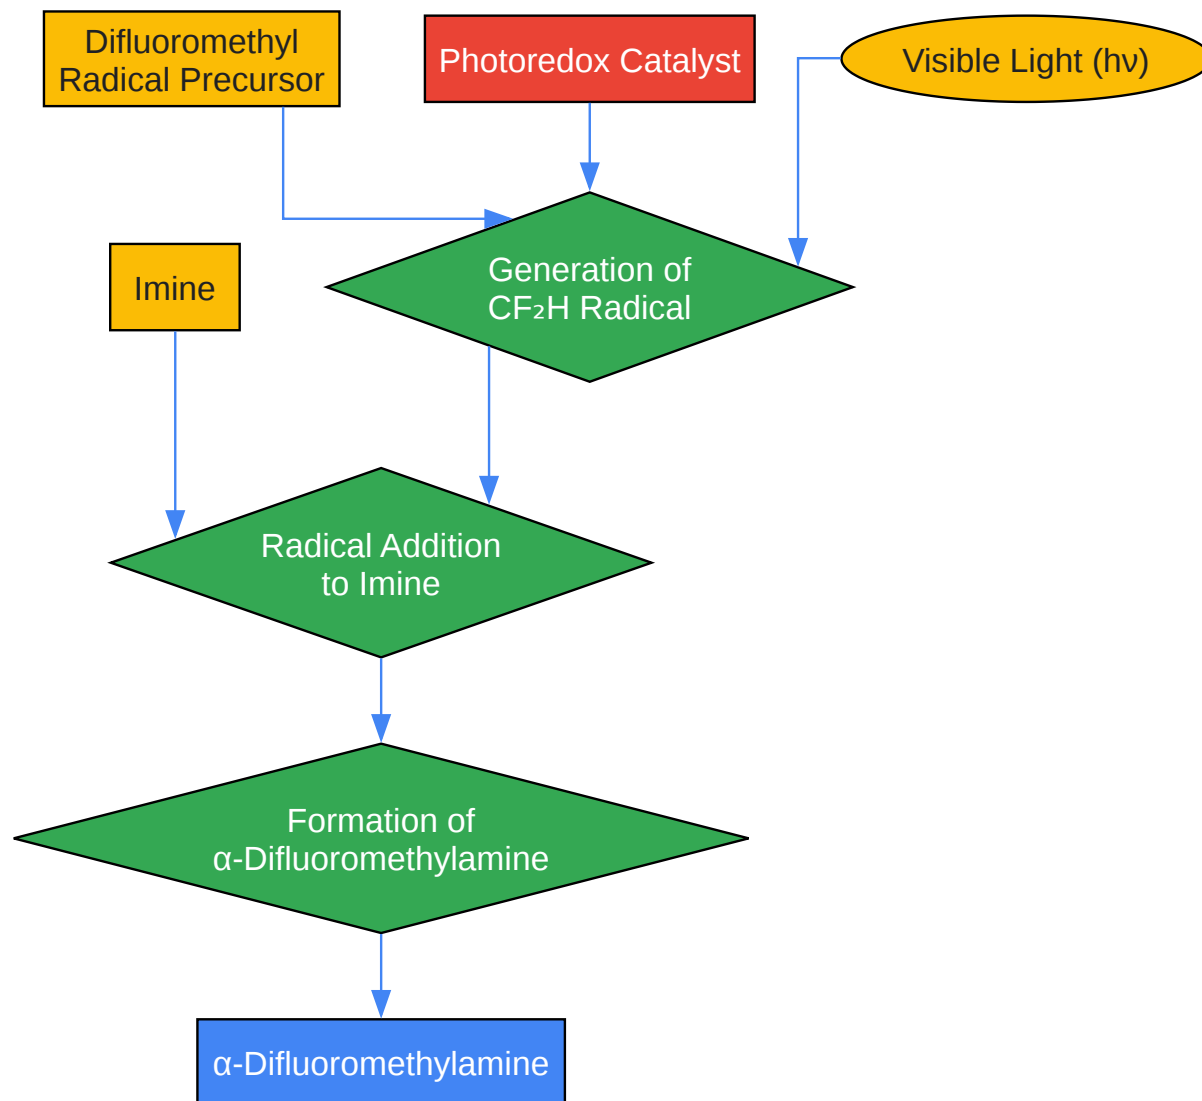 Difluoromethyl
Radical Precursor
Photoredox Catalyst
Visible Light (hν)
Generation of
CF₂H Radical
Imine
Radical Addition
to Imine
Formation of
α-Difluoromethylamine
α-Difluoromethylamine